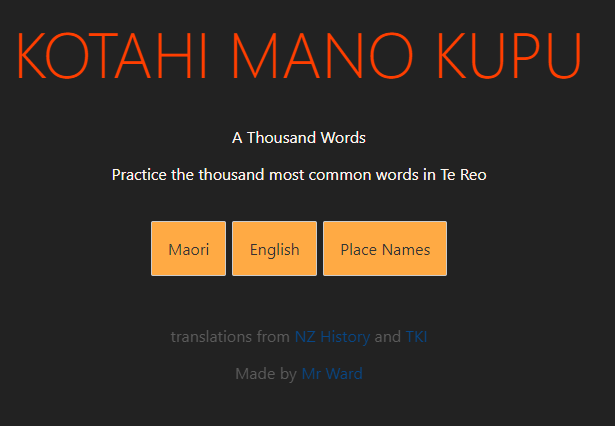 KOTAHI MANO KUPU
A Thousand Words
Practice the thousand most common words in Te Reo
Maori English Place Names
translations from NZ History and TKI
Made by Mr Ward